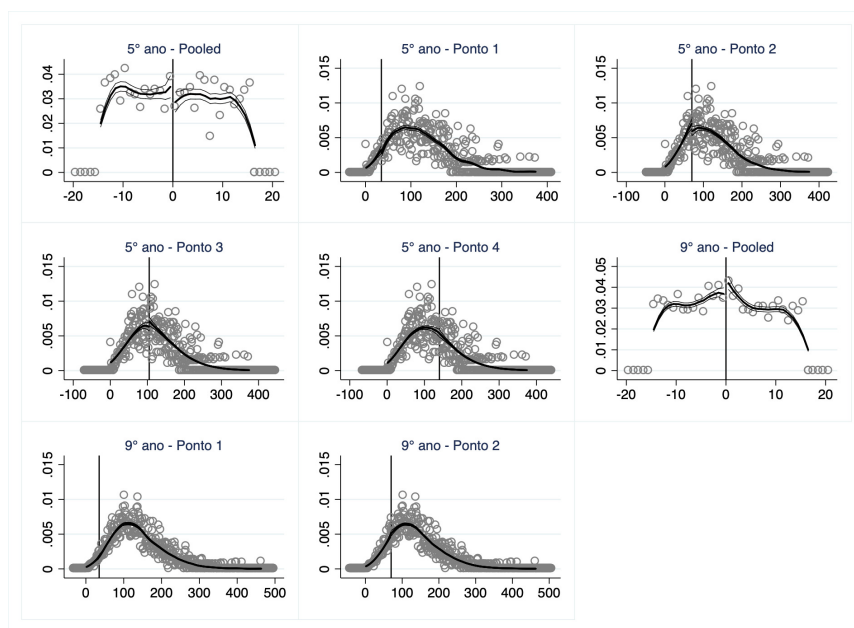 5° ano - Pooled
.04
.03
.02
.01
0
-20 -10 0 10 20
5° ano - Ponto 1
.015
.01
.005
0
0 100 200 300 400
5° ano - Ponto 2
.015
.01
.005
0
-100 0 100 200 300 400
5° ano - Ponto 3
.015
.01
.005
0
-100 0 100 200 300 400
5° ano - Ponto 4
.015
.01
.005
0
-100 0 100 200 300 400
9° ano - Pooled
.05
.04
.03
.02
.01
0
-20 -10 0 10 20
9° ano - Ponto 1
.015
.01
.005
0
0 100 200 300 400 500
9° ano - Ponto 2
.015
.01
.005
0
0 100 200 300 400 500